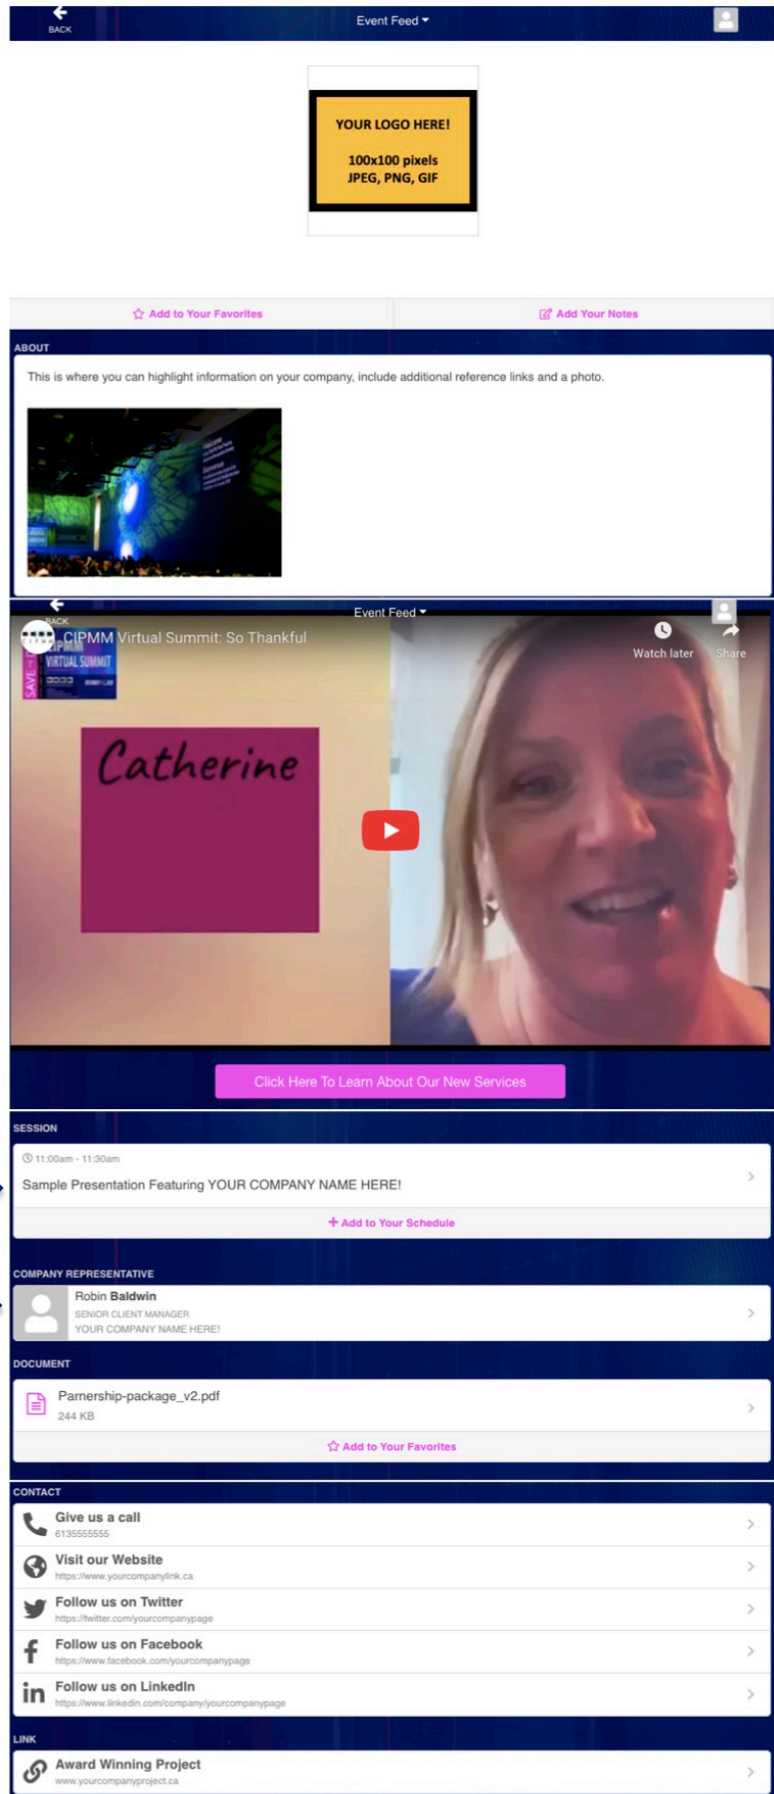 BACK
Event Feed
YOUR LOGO HERE!
100x100 pixels
JPEG, PNG, GIF
Add to Your Favorites
Add Your Notes
ABOUT
This is where you can highlight information on your company, include additional reference links and a photo.
Welcome
BACK
Event Feed
CIPMM Virtual Summit: So Thankful
Watch later
Share
CIPMM
VIRTUAL SUMMIT
SAVE
Catherine
Click Here To Learn About Our New Services
SESSION
11:00am - 11:30am
Sample Presentation Featuring YOUR COMPANY NAME HERE!
+ Add to Your Schedule
COMPANY REPRESENTATIVE
Robin Baldwin
SENIOR CLIENT MANAGER
YOUR COMPANY NAME HERE!
DOCUMENT
Parnership-package_v2.pdf
244 KB
Add to Your Favorites
CONTACT
Give us a call
6135555555
Visit our Website
https://www.yourcompanylink.ca
Follow us on Twitter
https://twitter.com/yourcompanypage
Follow us on Facebook
https://www.facebook.com/yourcompanypage
Follow us on LinkedIn
https://www.linkedin.com/company/yourcompanypage
LINK
Award Winning Project
www.yourcompanyproject.ca